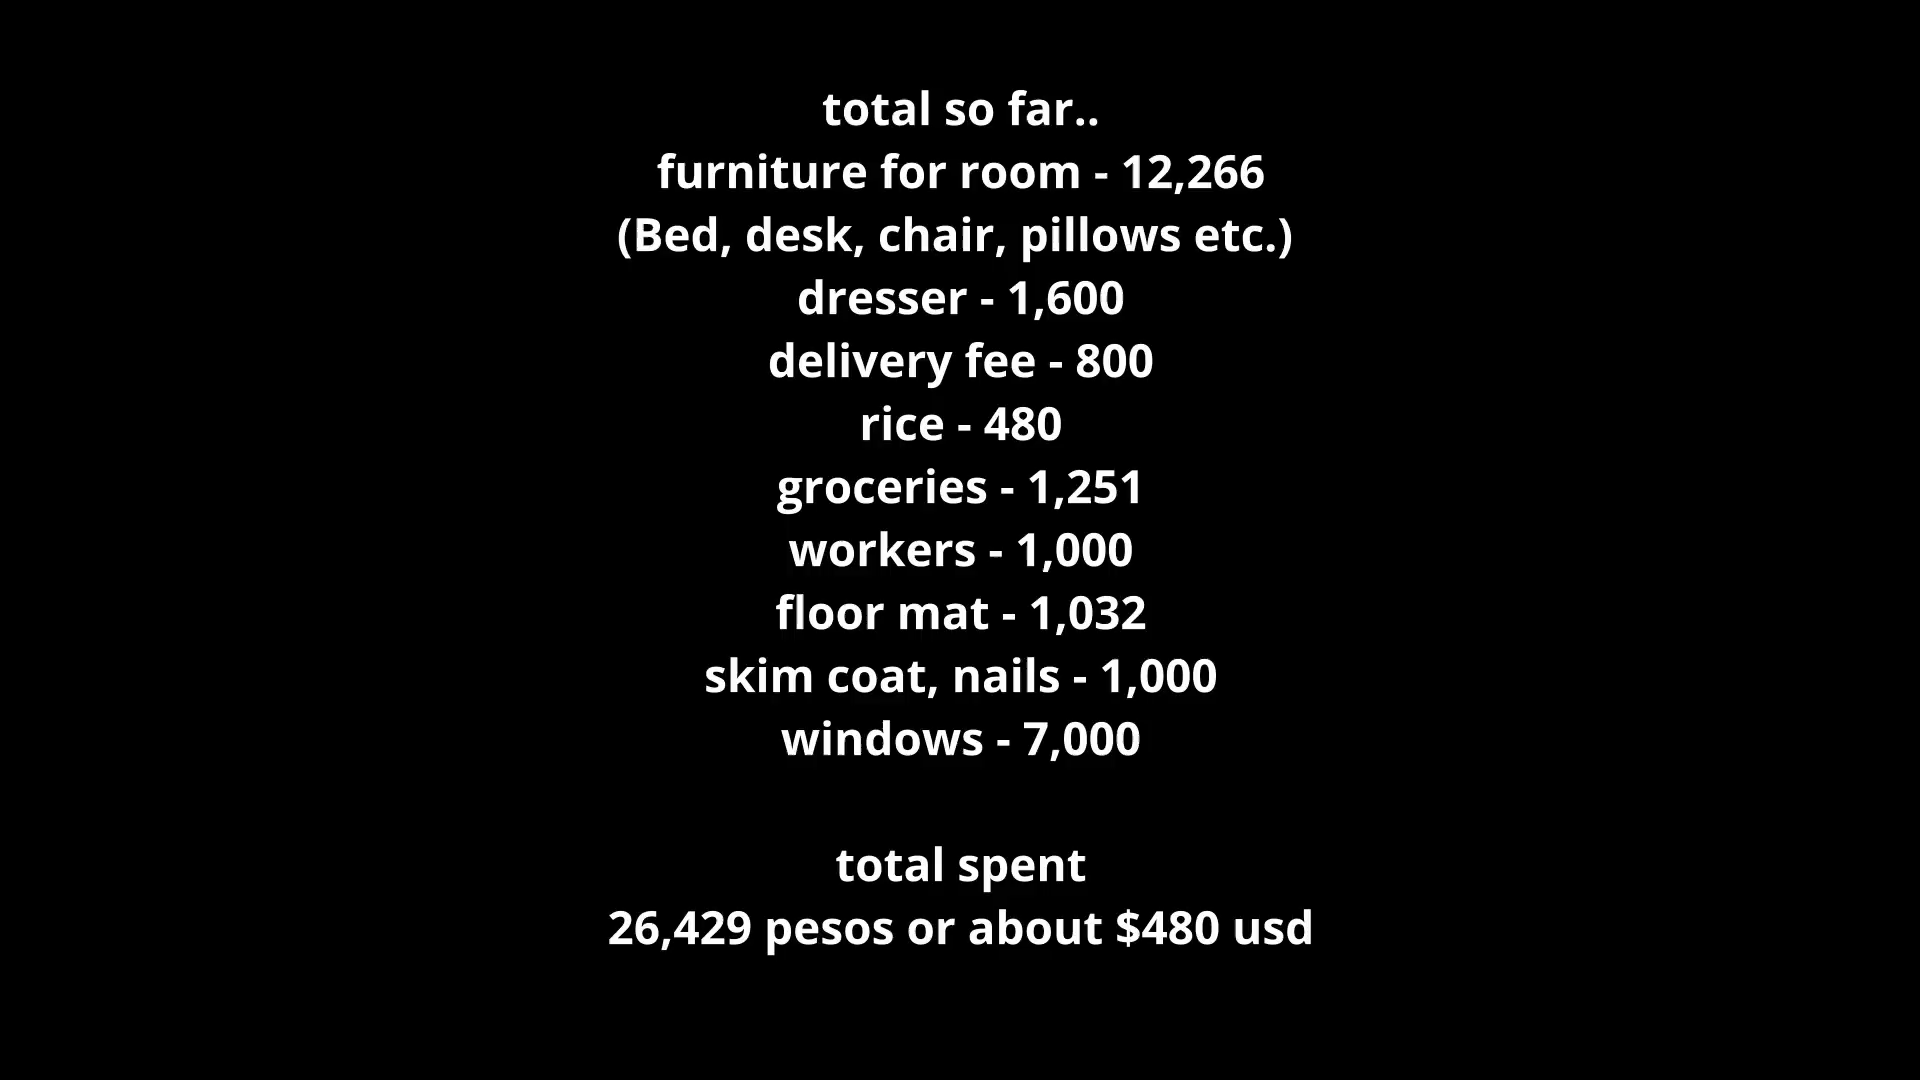 total so far..
furniture for room - 12,266
(Bed, desk, chair, pillows etc.)
dresser - 1,600
delivery fee - 800
rice - 480
groceries - 1,251
workers - 1,000
floor mat - 1,032
skim coat, nails - 1,000
windows - 7,000
total spent
26,429 pesos or about $480 usd